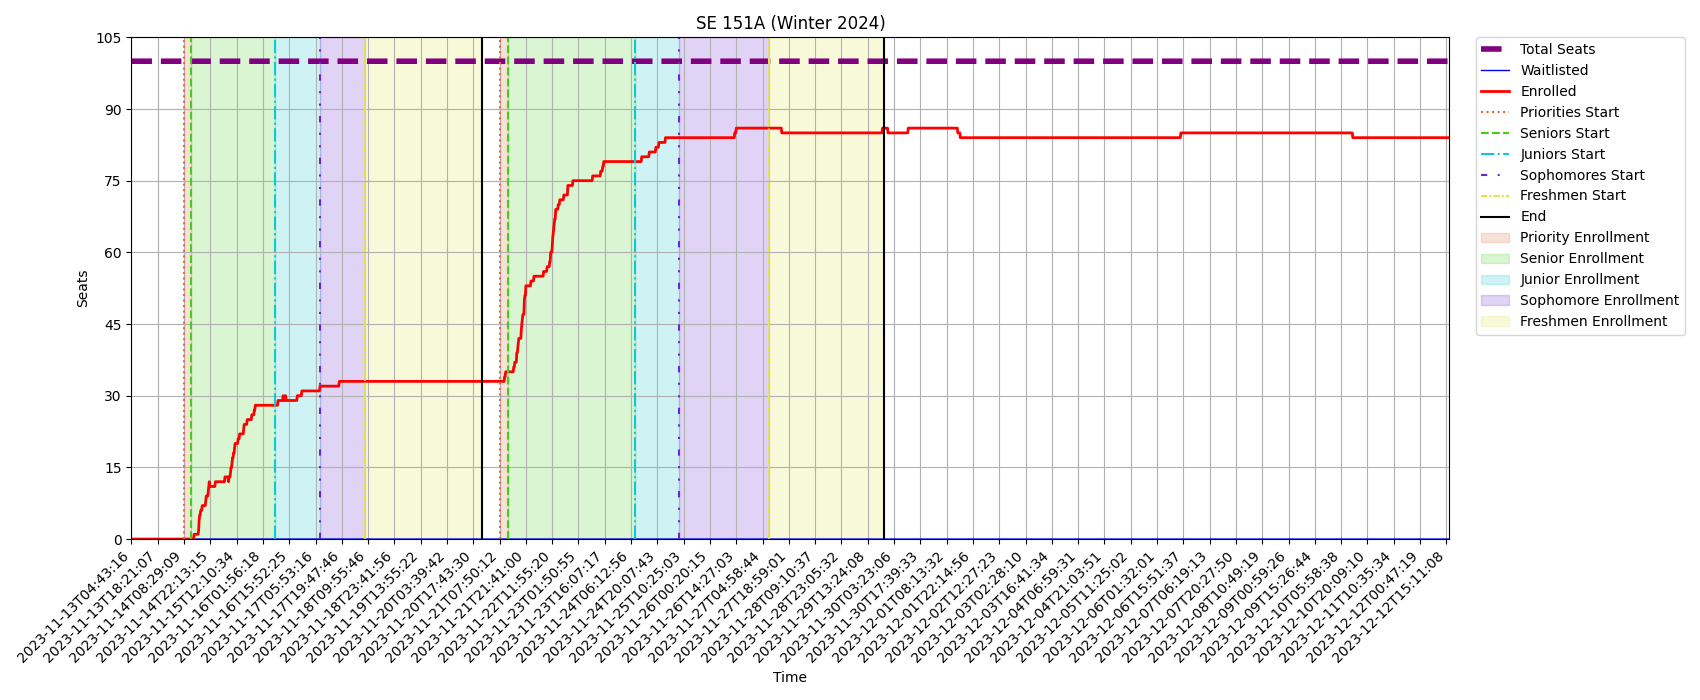 SE 151A (Winter 2024)
105
90
75
60
45
30
15
0
Seats
2023-11-13T04:43:16
2023-11-13T18:21:07
2023-11-14T08:29:09
2023-11-14T22:13:15
2023-11-15T12:10:34
2023-11-16T01:56:18
2023-11-16T15:52:25
2023-11-17T05:53:16
2023-11-17T19:47:46
2023-11-18T09:55:46
2023-11-18T23:41:56
2023-11-19T13:55:22
2023-11-20T03:39:42
2023-11-20T17:43:30
2023-11-21T07:50:12
2023-11-21T21:41:00
2023-11-22T11:55:20
2023-11-23T01:50:55
2023-11-23T16:07:17
2023-11-24T06:12:56
2023-11-24T20:07:43
2023-11-25T10:25:03
2023-11-26T00:20:15
2023-11-26T14:27:03
2023-11-27T04:58:44
2023-11-27T18:59:01
2023-11-28T09:10:37
2023-11-28T23:05:32
2023-11-29T13:24:08
2023-11-30T03:23:06
2023-11-30T17:39:33
2023-12-01T08:13:32
2023-12-01T22:14:56
2023-12-02T12:27:23
2023-12-03T02:28:10
2023-12-03T16:41:34
2023-12-04T06:59:31
2023-12-04T21:03:51
2023-12-05T11:25:02
2023-12-06T01:32:01
2023-12-06T15:51:37
2023-12-07T06:19:13
2023-12-07T20:27:50
2023-12-08T10:49:19
2023-12-09T00:59:26
2023-12-09T15:26:44
2023-12-10T05:58:38
2023-12-10T20:09:10
2023-12-11T10:35:34
2023-12-12T00:47:19
2023-12-12T15:11:08
Time
Total Seats
Waitlisted
Enrolled
Priorities Start
Seniors Start
Juniors Start
Sophomores Start
Freshmen Start
End
Priority Enrollment
Senior Enrollment
Junior Enrollment
Sophomore Enrollment
Freshmen Enrollment